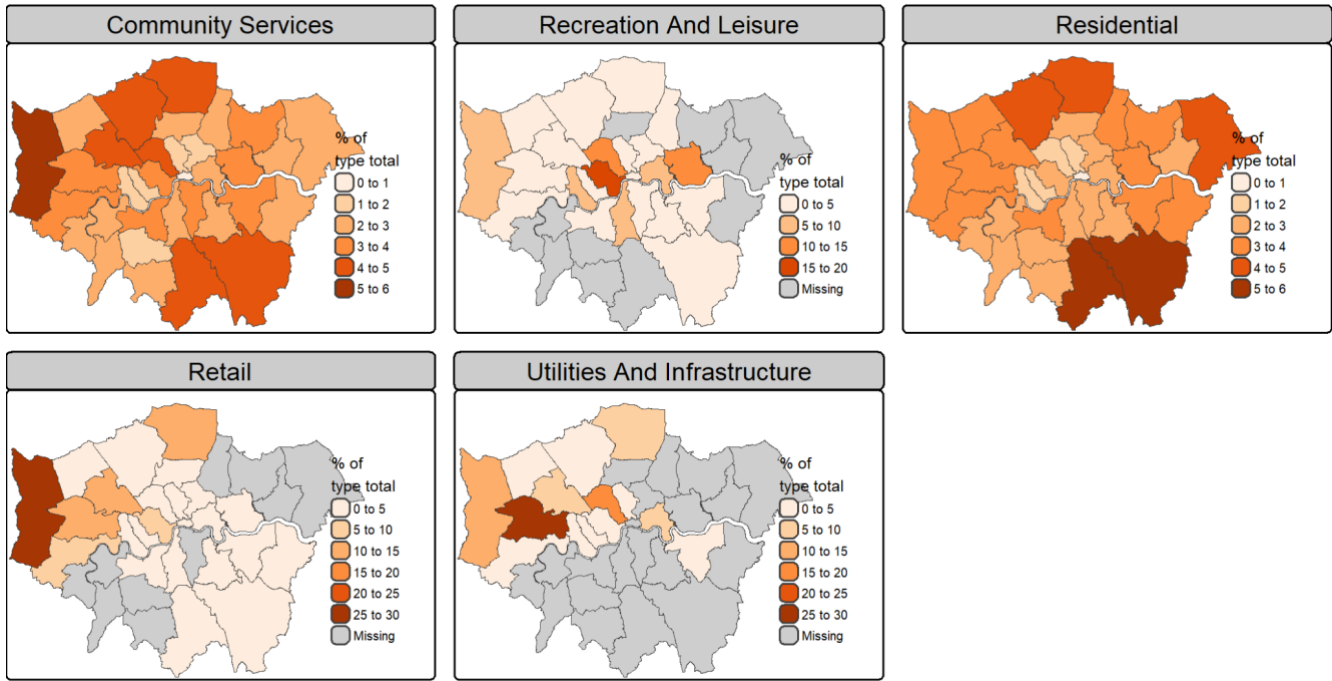 Community Services
% of
type total
0 to 1
1 to 2
2 to 3
3 to 4
4 to 5
5 to 6
Recreation And Leisure
% of
type total
0 to 5
5 to 10
10 to 15
15 to 20
Missing
Residential
% of
type total
0 to 1
1 to 2
2 to 3
3 to 4
4 to 5
5 to 6
Retail
% of
type total
0 to 5
5 to 10
10 to 15
15 to 20
20 to 25
25 to 30
Missing
Utilities And Infrastructure
% of
type total
0 to 5
5 to 10
10 to 15
15 to 20
20 to 25
25 to 30
Missing